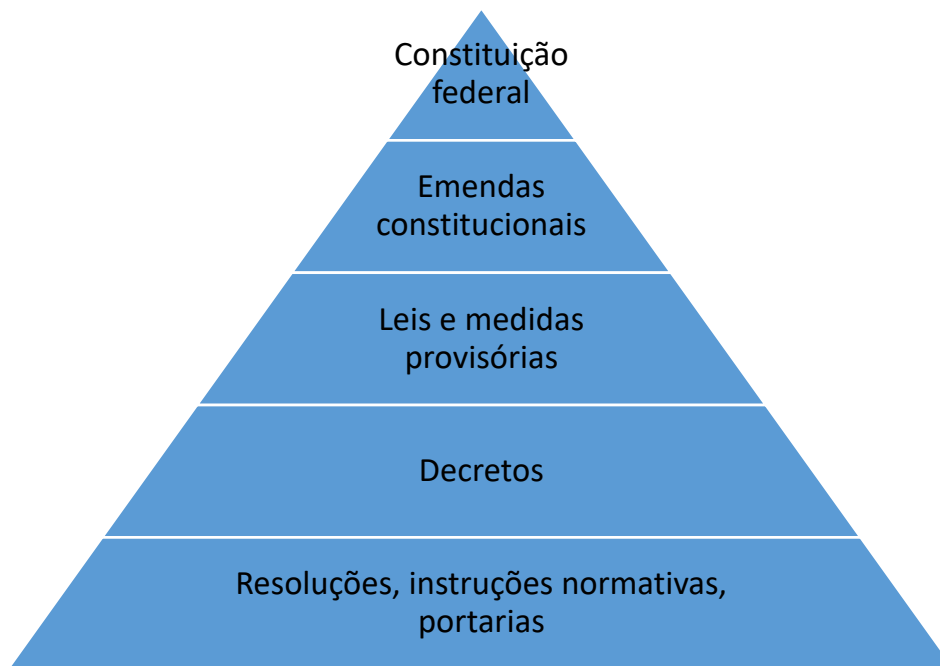 Constituição
federal
Emendas
constitucionais
Leis e medidas
provisórias
Decretos
Resoluções, instruções normativas,
portarias